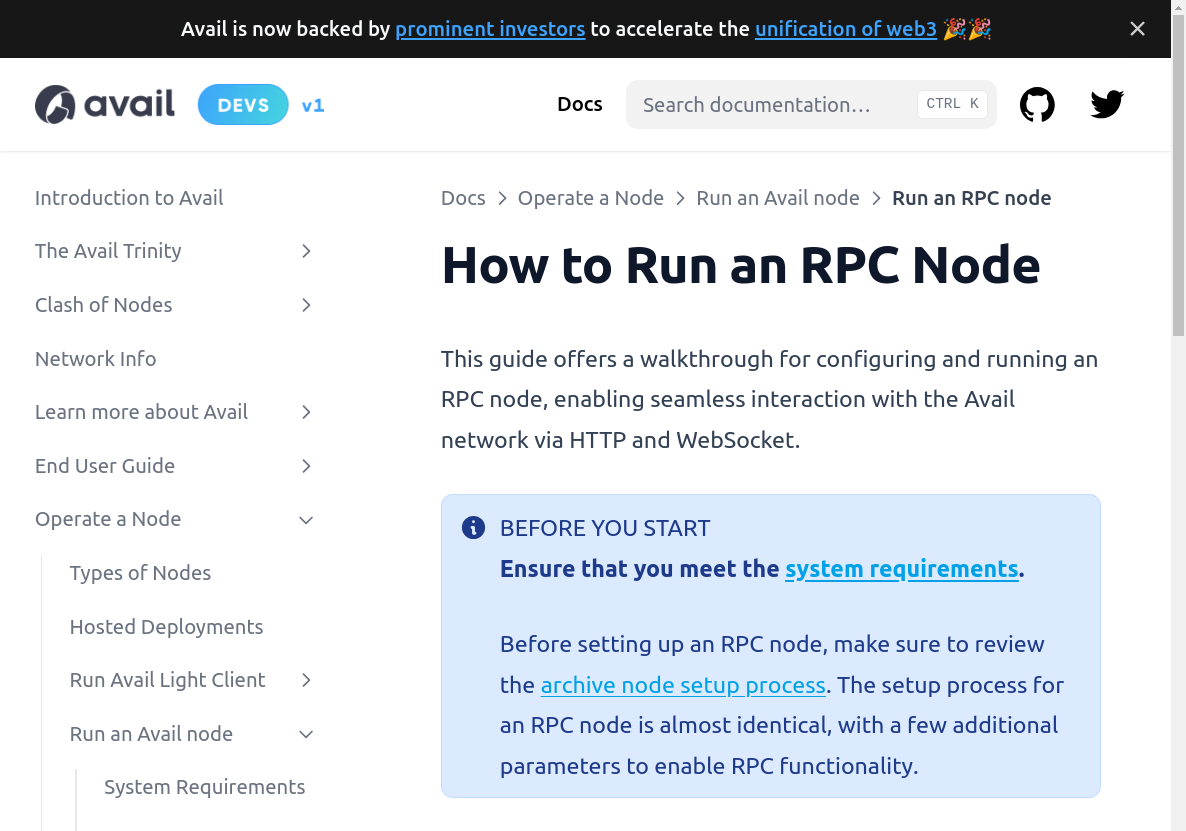 Avail is now backed by prominent investors to accelerate the unification of web3 🎉🎉
avail DEVS v1
Docs
Search documentation…
CTRL K
Introduction to Avail
The Avail Trinity
Clash of Nodes
Network Info
Learn more about Avail
End User Guide
Operate a Node
Types of Nodes
Hosted Deployments
Run Avail Light Client
Run an Avail node
System Requirements
Docs > Operate a Node > Run an Avail node > Run an RPC node
How to Run an RPC Node
This guide offers a walkthrough for configuring and running an
RPC node, enabling seamless interaction with the Avail
network via HTTP and WebSocket.
BEFORE YOU START
Ensure that you meet the system requirements.
Before setting up an RPC node, make sure to review
the archive node setup process. The setup process for
an RPC node is almost identical, with a few additional
parameters to enable RPC functionality.